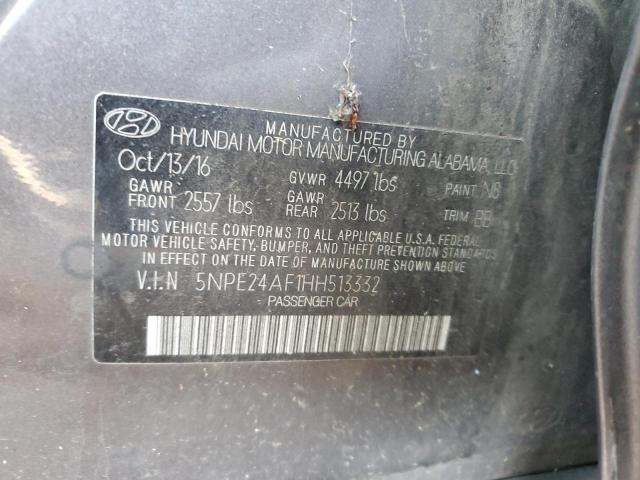 MANUFACTURED BY
HYUNDAI MOTOR MANUFACTURING ALABAMA, LLC
Oct/13/16 GVWR 4497 lbs PAINT N8
GAWR FRONT 2557 lbs GAWR REAR 2513 lbs TRIM
THIS VEHICLE CONFORMS TO ALL APPLICABLE U.S.A. FEDERAL
MOTOR VEHICLE SAFETY, BUMPER, AND THEFT PREVENTION STANDARDS
IN EFFECT ON THE DATE OF MANUFACTURE SHOWN ABOVE.
V.I.N 5NPE24AF1HH513332
PASSENGER CAR